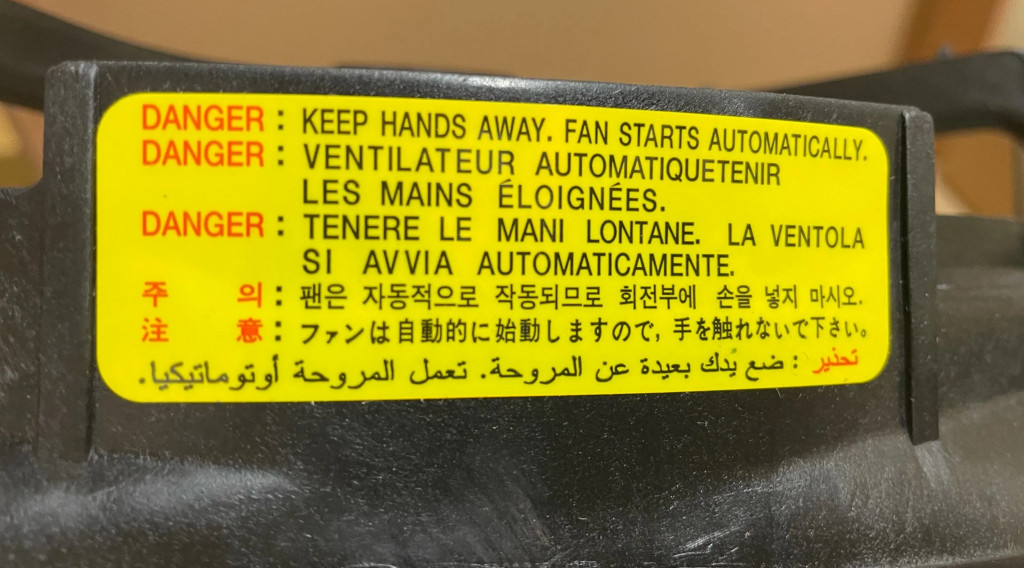 DANGER : KEEP HANDS AWAY. FAN STARTS AUTOMATICALLY.
DANGER : VENTILATEUR AUTOMATIQUETENIR
LES MAINS ÉLOIGNÉES.
DANGER : TENERE LE MANI LONTANE. LA VENTOLA
SI AVVIA AUTOMATICAMENTE.
주 의 : 팬은 자동적으로 작동되므로 회전부에 손을 넣지 마시오.
注 意 : ファンは自動的に始動しますので, 手を触れないで下さい。
تحذير : ضع يَدك بعيدة عن المروحة. تعمل المروحة أوتوماتيكيا.